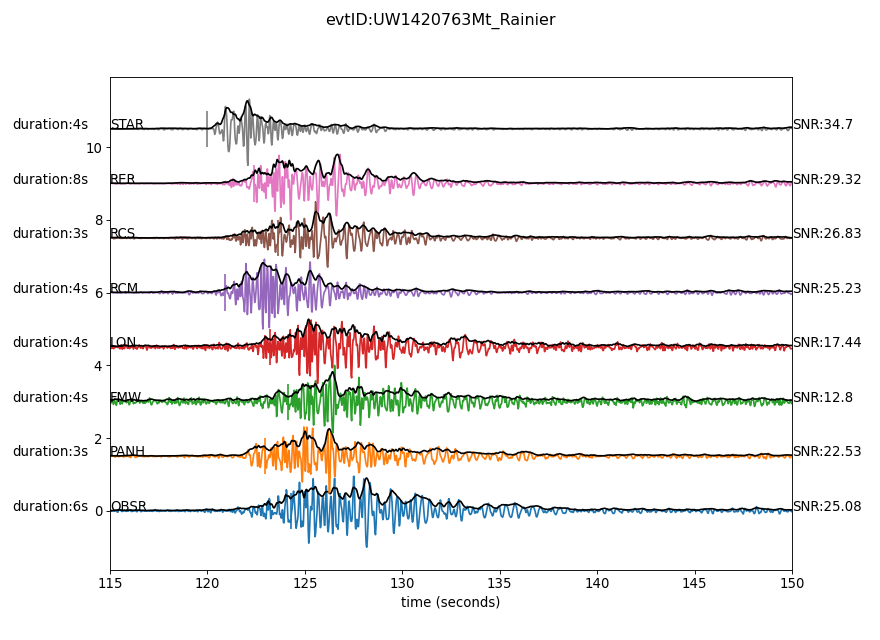 evtID:UW1420763Mt_Rainier
duration:4s STAR SNR:34.7
10
duration:8s RER SNR:29.32
8
duration:3s RCS SNR:26.83
duration:4s RCM SNR:25.23
6
duration:4s LON SNR:17.44
4
duration:4s FMW SNR:12.8
2
duration:3s PANH SNR:22.53
duration:6s OBSR SNR:25.08
0
115 120 125 130 135 140 145 150
time (seconds)